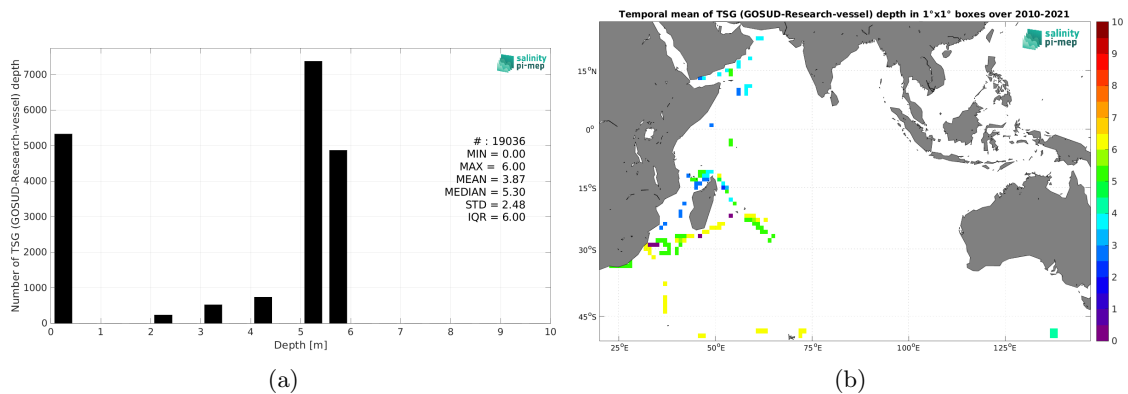 salinity
pi-mep
7000
6000
5000
4000
3000
2000
1000
0
Number of TSG (GOSUD-Research-vessel) depth
# : 19036
MIN = 0.00
MAX = 6.00
MEAN = 3.87
MEDIAN = 5.30
STD = 2.48
IQR = 6.00
0 1 2 3 4 5 6 7 8 9 10
Depth [m]
(a)
Temporal mean of TSG (GOSUD-Research-vessel) depth in 1°x1° boxes over 2010-2021
salinity
pi-mep
15°N
0°
15°S
30°S
45°S
25°E 50°E 75°E 100°E 125°E
10
9
8
7
6
5
4
3
2
1
0
(b)